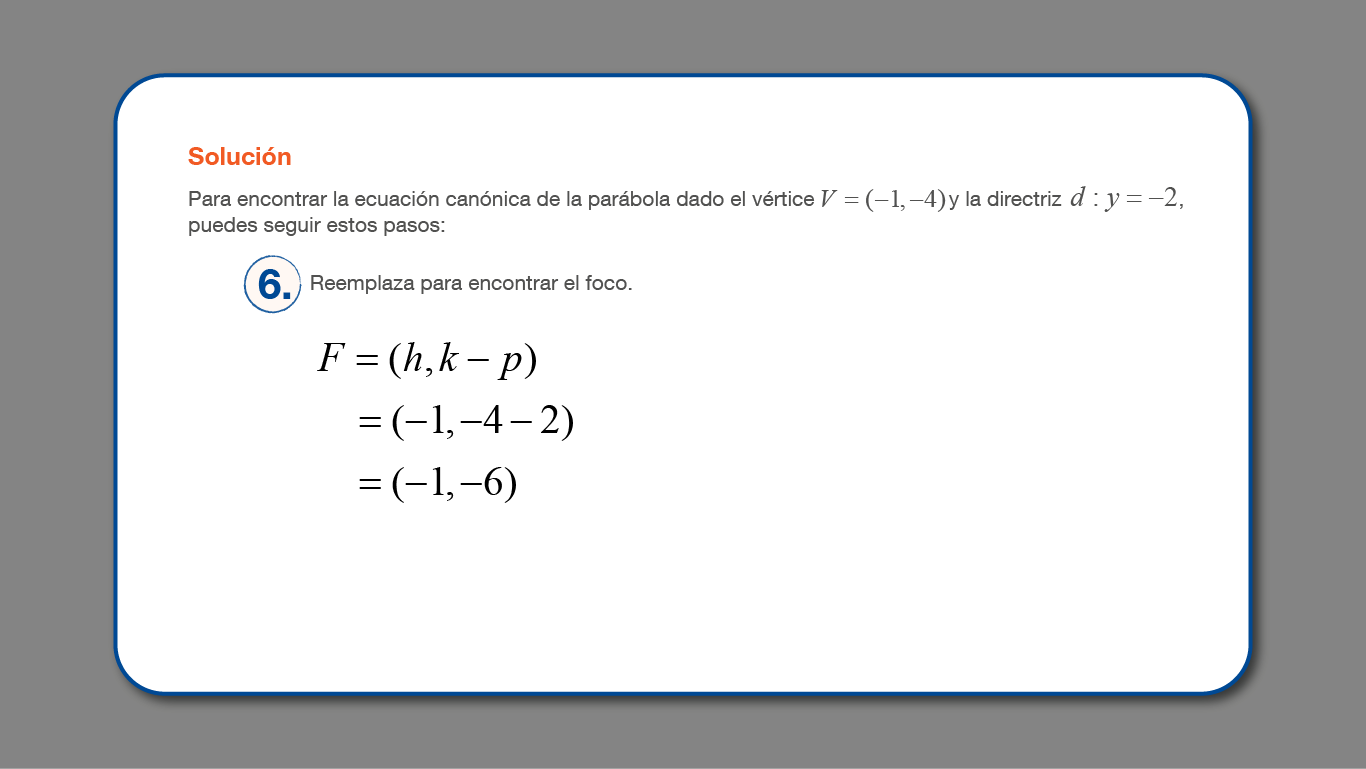 Solución
Para encontrar la ecuación canónica de la parábola dado el vértice V = (−1, −4) y la directriz d : y = −2,
puedes seguir estos pasos:
6. Reemplaza para encontrar el foco.
F = (h, k − p)
= (−1, −4 − 2)
= (−1, −6)